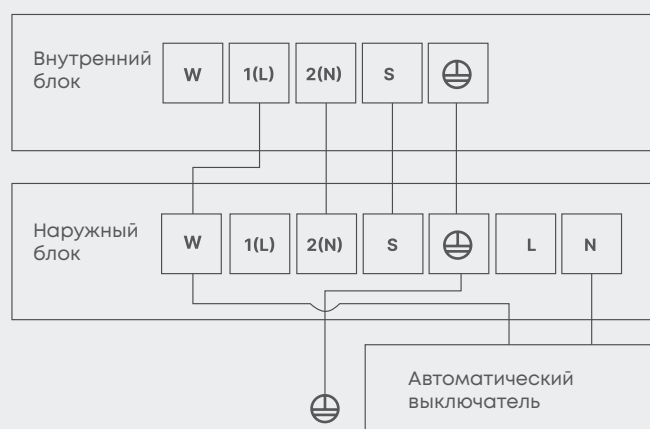 Внутренний
блок
W 1(L) 2(N) S
Наружный
блок
W 1(L) 2(N) S L N
Автоматический
выключатель